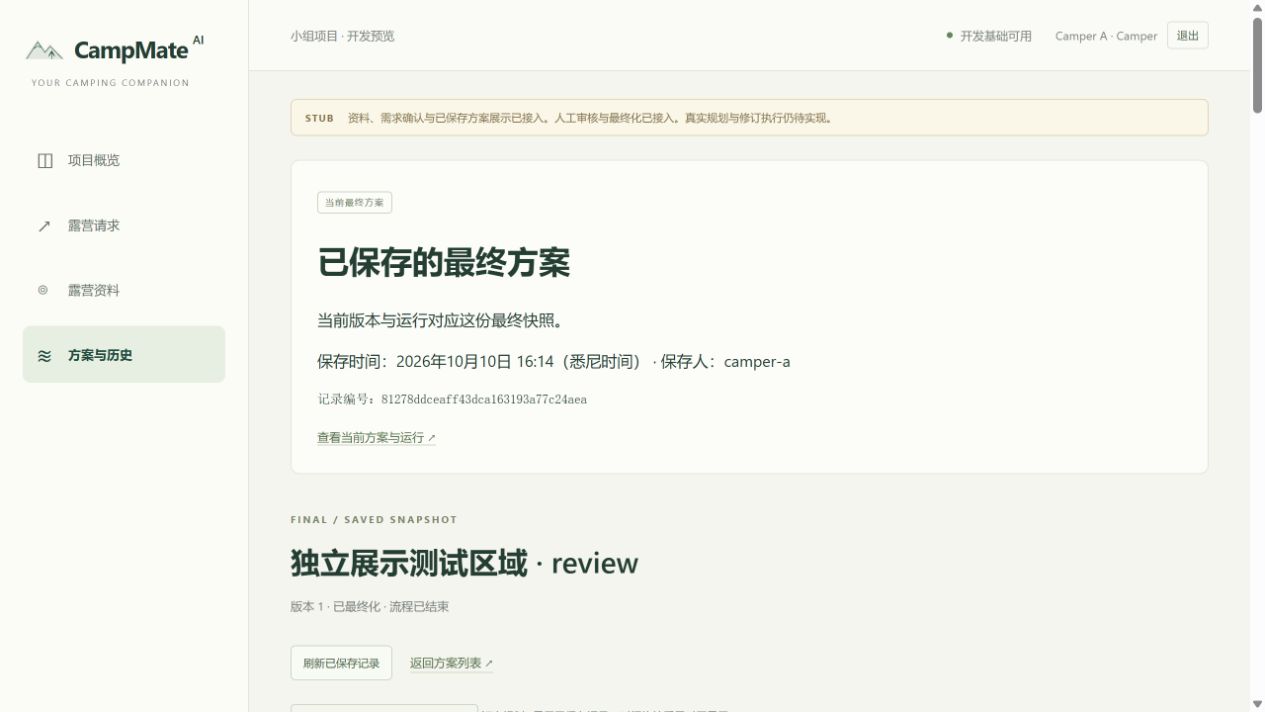 CampMate AI
YOUR CAMPING COMPANION
项目概览
露营请求
露营资料
方案与历史
小组项目 · 开发预览
开发基础可用
Camper A · Camper
退出
STUB 资料、需求确认与已保存方案展示已接入。人工审核与最终化已接入。真实规划与修订执行仍待实现。
当前最终方案
已保存的最终方案
当前版本与运行对应这份最终快照。
保存时间：2026年10月10日 16:14（悉尼时间） · 保存人：camper-a
记录编号：81278ddceaff43dca163193a77c24aea
查看当前方案与运行 ↗
FINAL / SAVED SNAPSHOT
独立展示测试区域 · review
版本 1 · 已最终化 · 流程已结束
刷新已保存记录
返回方案列表 ↗